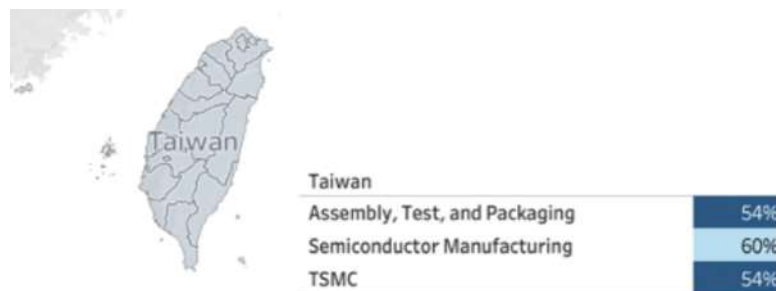 Taiwan
Taiwan
Assembly, Test, and Packaging 54%
Semiconductor Manufacturing 60%
TSMC 54%